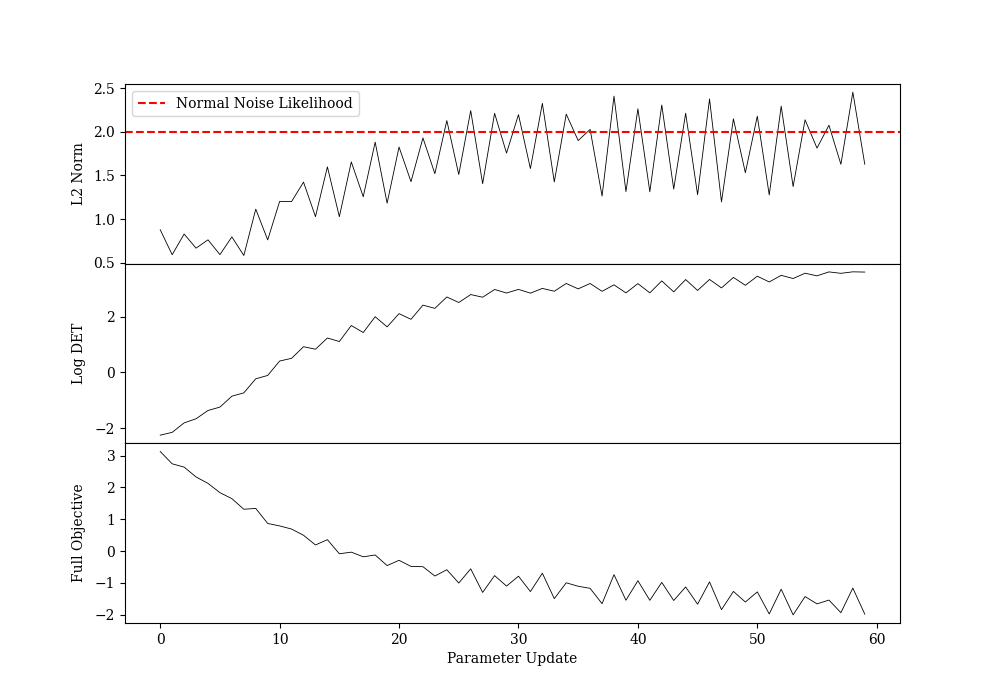 2.5
Normal Noise Likelihood
2.0
1.5
1.0
0.5
L2 Norm
2
0
−2
Log DET
3
2
1
0
−1
−2
Full Objective
0 10 20 30 40 50 60
Parameter Update